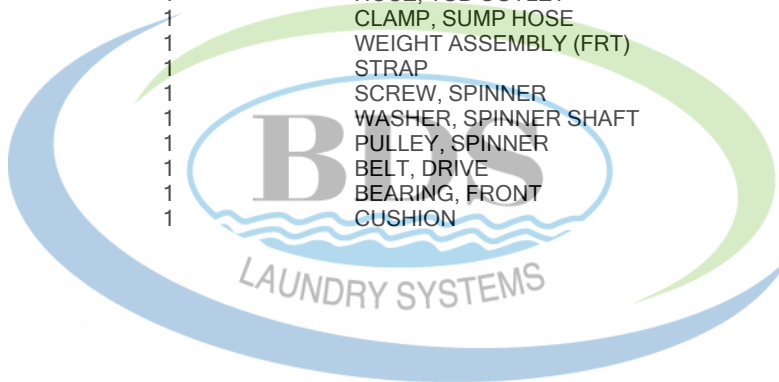 1 CLAMP, SUMP HOSE
1 WEIGHT ASSEMBLY (FRT)
1 STRAP
1 SCREW, SPINNER
1 WASHER, SPINNER SHAFT
1 PULLEY, SPINNER
1 BELT, DRIVE
1 BEARING, FRONT
1 CUSHION
BDS
LAUNDRY SYSTEMS